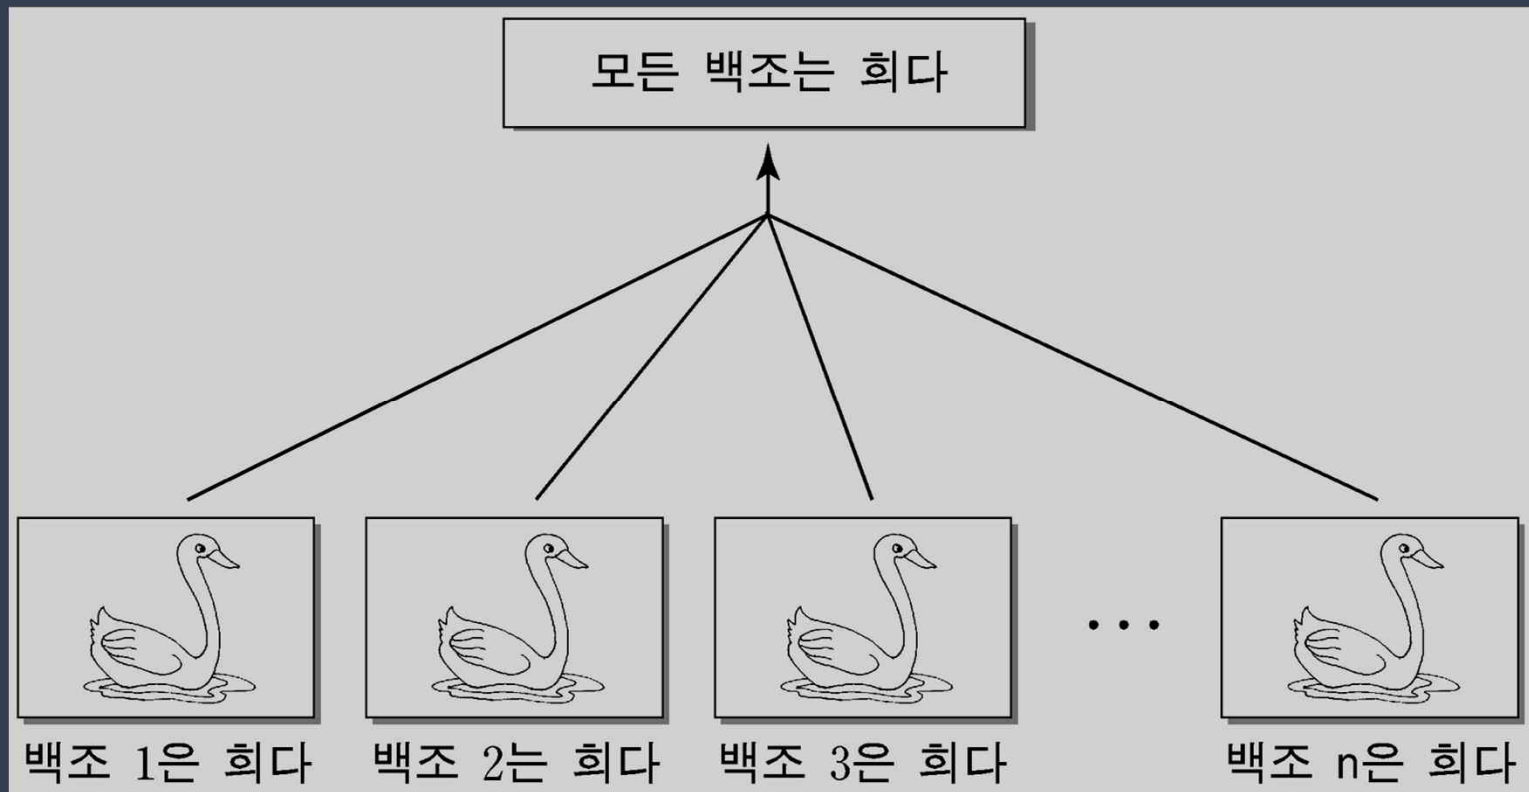 모든 백조는 희다
백조 1은 희다
백조 2는 희다
백조 3은 희다
...
백조 n은 희다